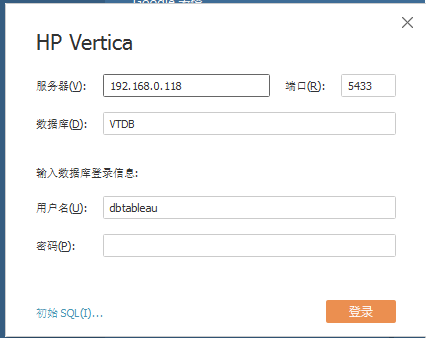 HP Vertica
服务器(V): 192.168.0.118 端口(R): 5433
数据库(D): VTDB
输入数据库登录信息:
用户名(U): dbtableau
密码(P):
初始 SQL(I)... 登录